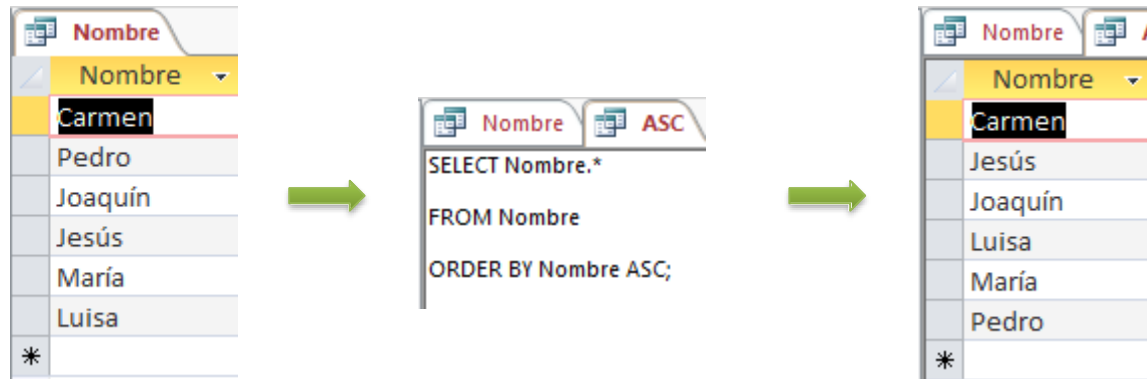 Nombre
Nombre
Carmen
Pedro
Joaquín
Jesús
María
Luisa
Nombre ASC
SELECT Nombre.*
FROM Nombre
ORDER BY Nombre ASC;
Nombre
Nombre
Carmen
Jesús
Joaquín
Luisa
María
Pedro